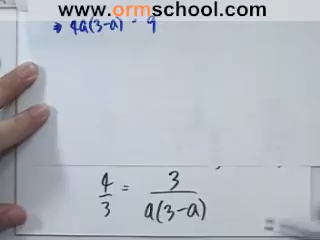 www.ormschool.com
⇒ 4a(3-a) = 9
4/3 = 3/a(3-a)